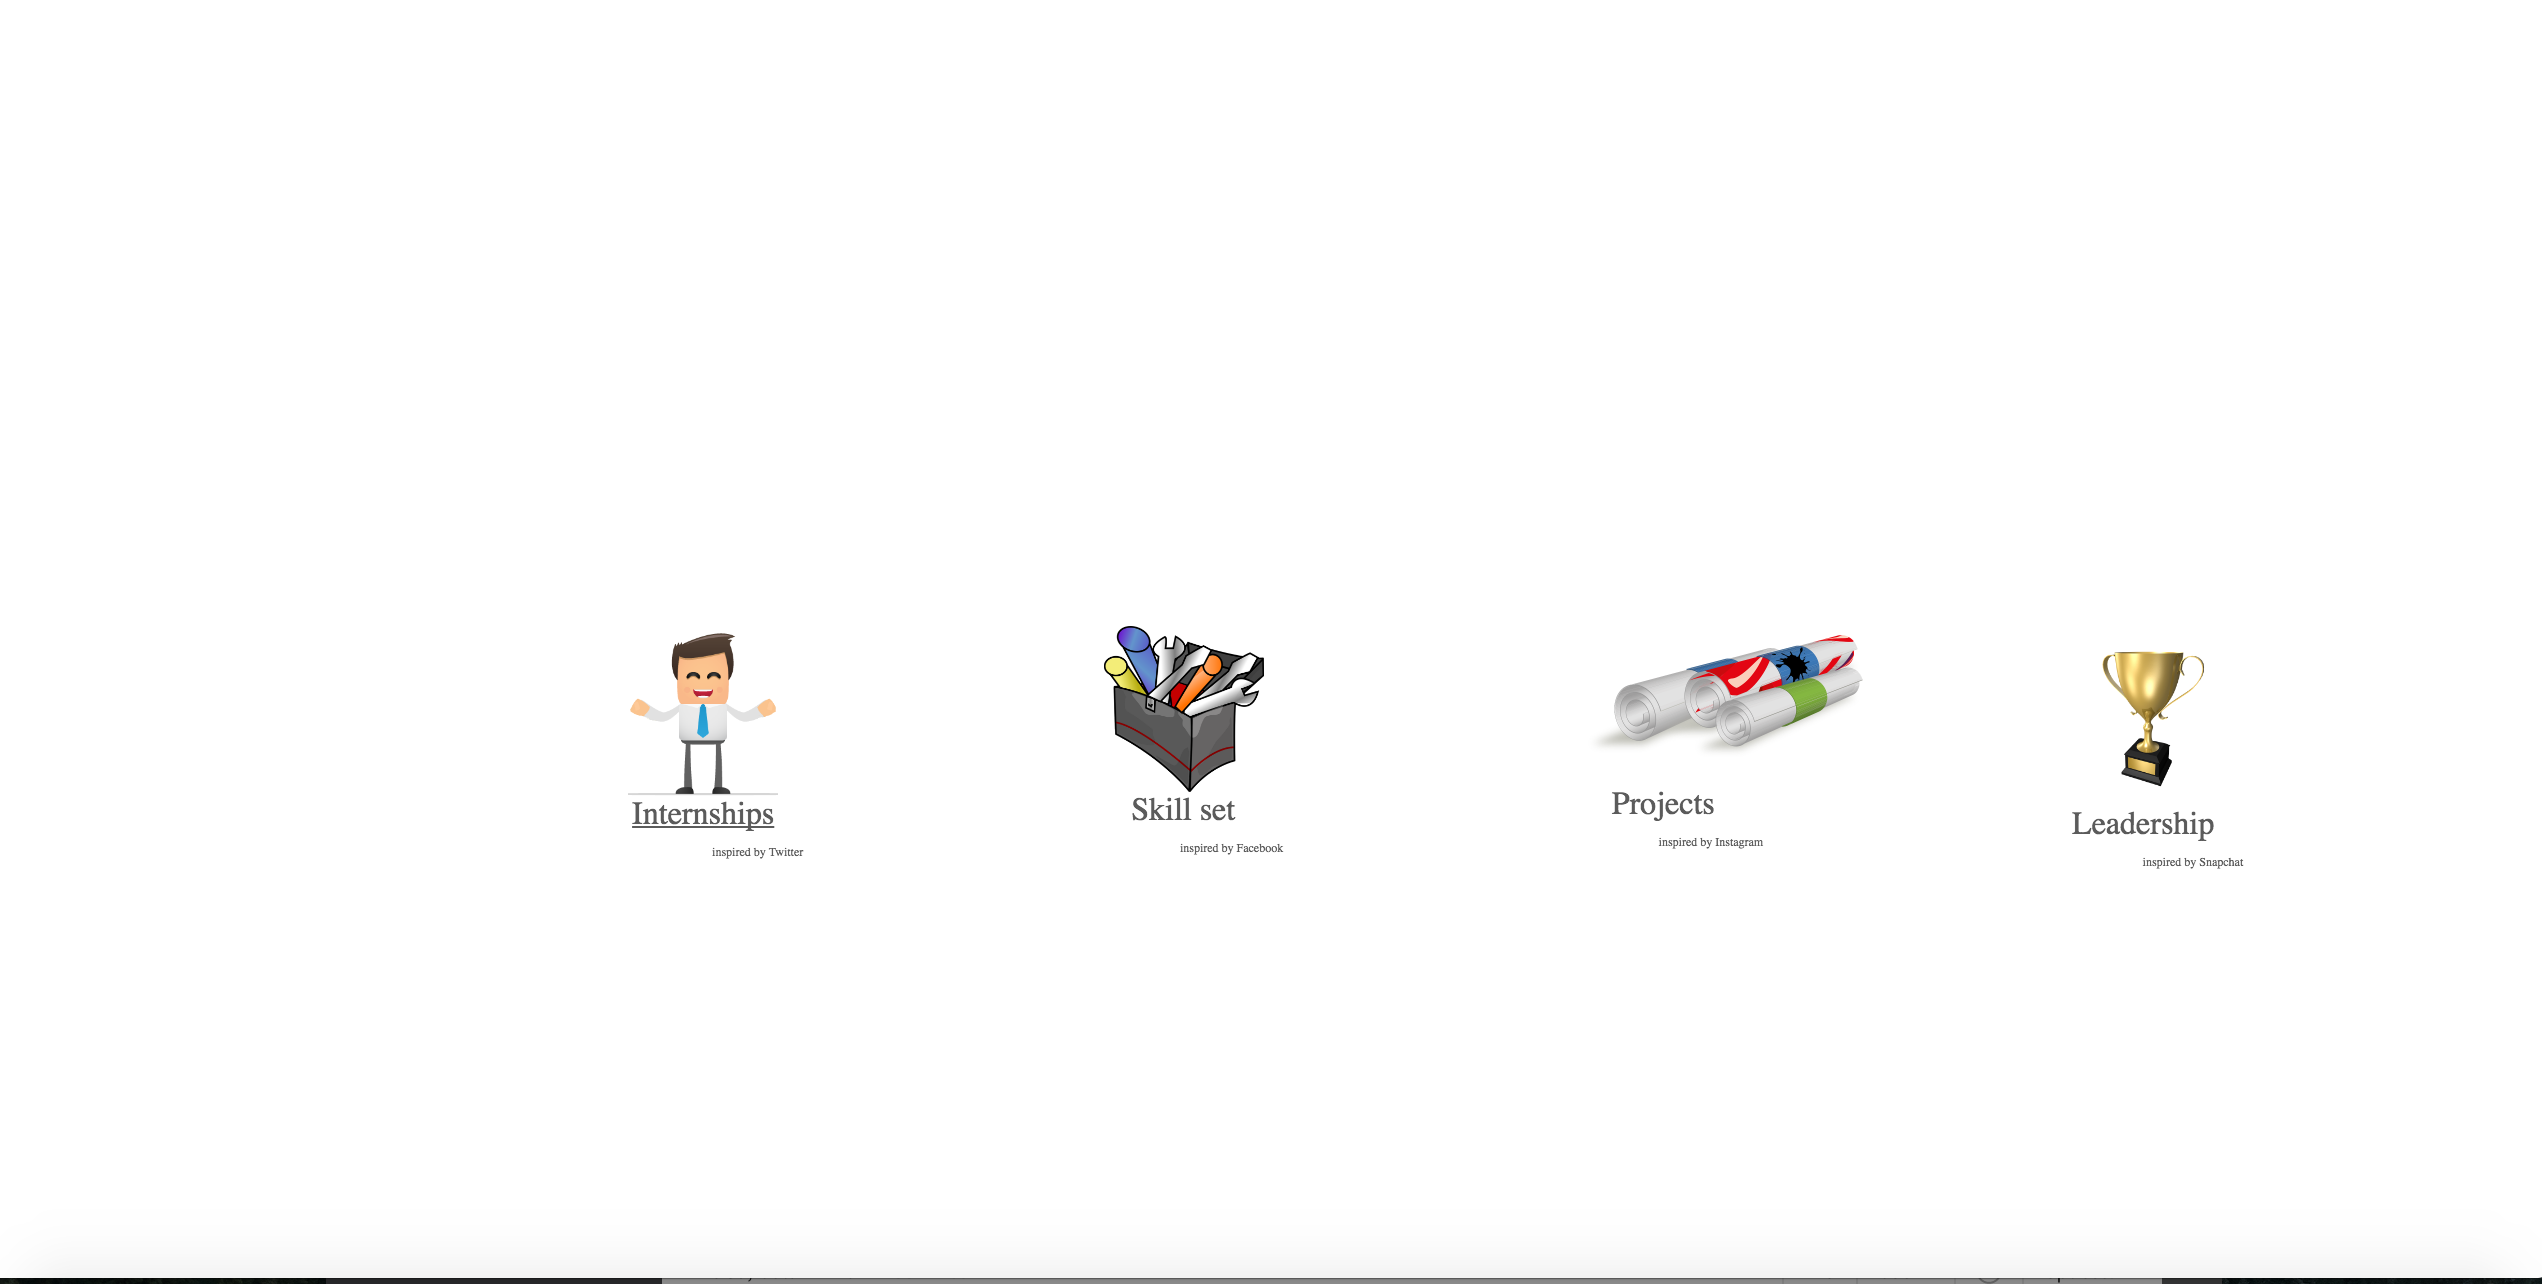 Internships
inspired by Twitter
Skill set
inspired by Facebook
Projects
inspired by Instagram
Leadership
inspired by Snapchat